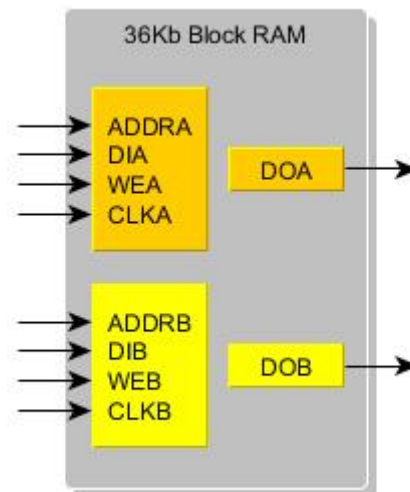 36Kb Block RAM
ADDRA
DIA
WEA
CLKA
DOA
ADDRB
DIB
WEB
CLKB
DOB